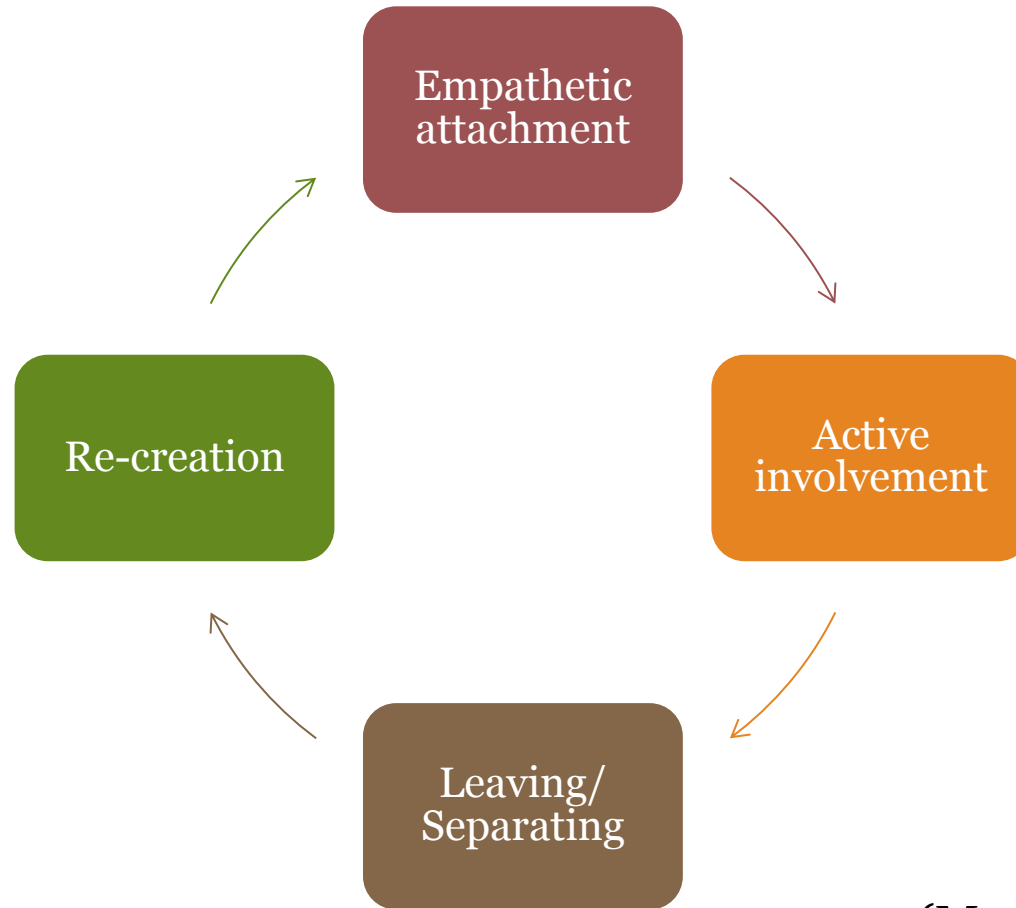 Empathetic
attachment
Active
involvement
Leaving/
Separating
Re-creation